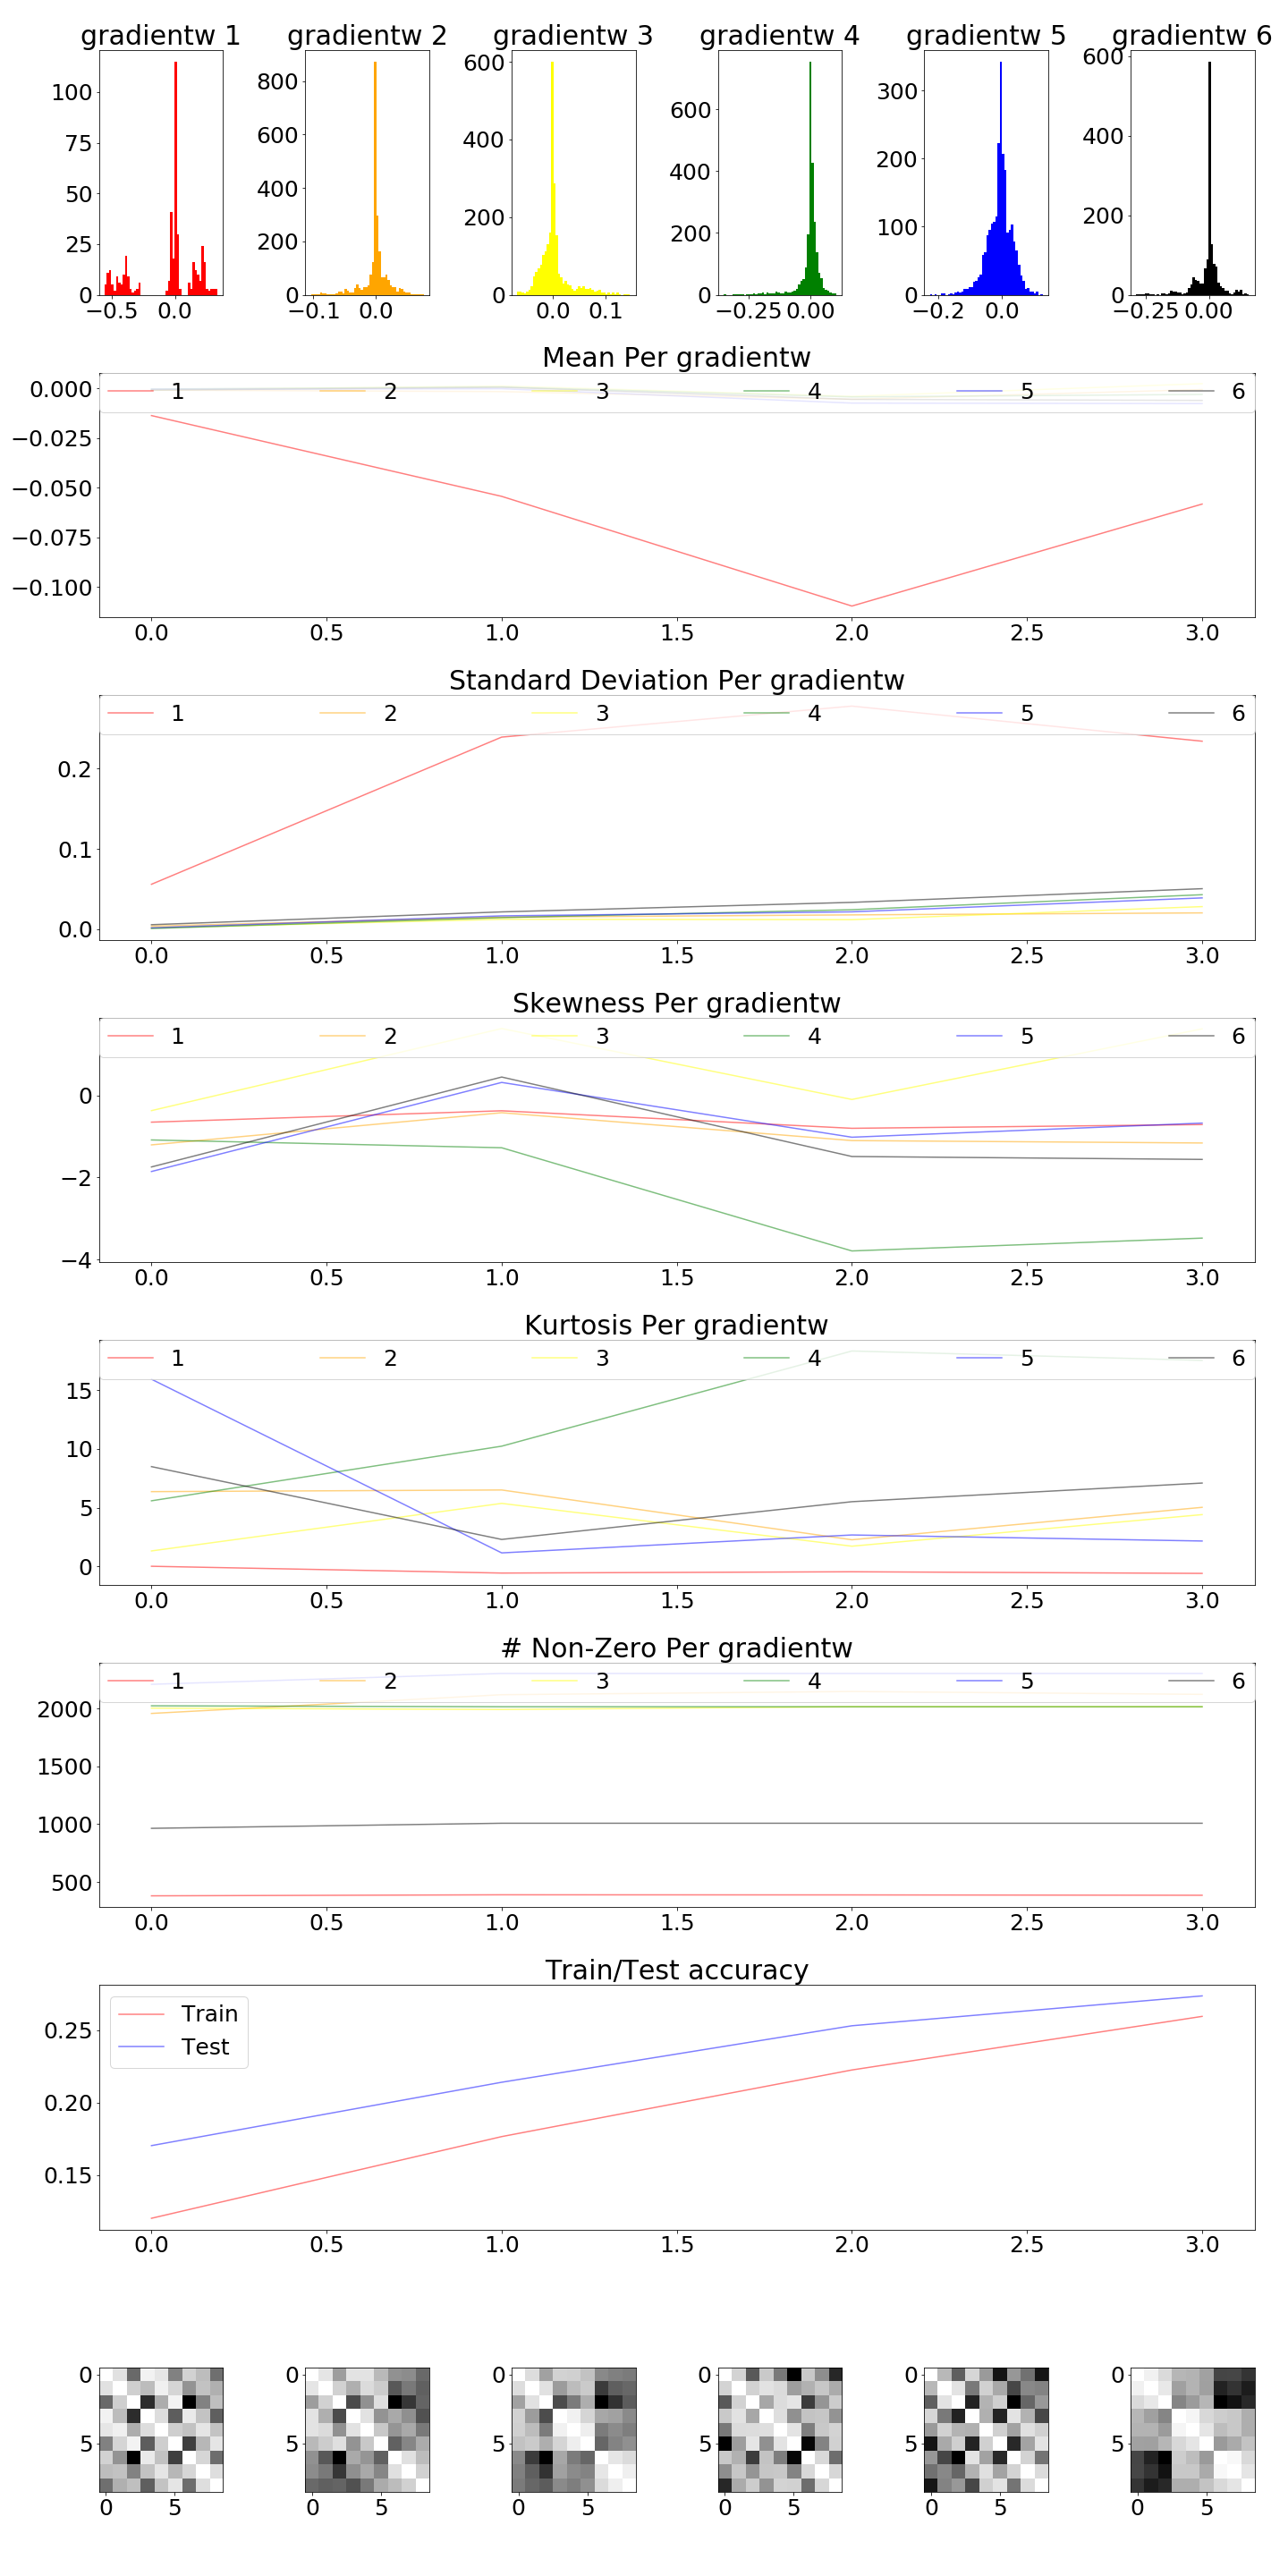 gradientw 1 gradientw 2 gradientw 3 gradientw 4 gradientw 5 gradientw 6
100
75
50
25
0
−0.5 0.0
800
600
400
200
0
−0.1 0.0
600
400
200
0
0.0 0.1
600
400
200
0
−0.25 0.00
300
200
100
0
−0.2 0.0
600
400
200
0
−0.25 0.00
Mean Per gradientw
1 2 3 4 5 6
0.000
−0.025
−0.050
−0.075
−0.100
0.0 0.5 1.0 1.5 2.0 2.5 3.0
Standard Deviation Per gradientw
1 2 3 4 5 6
0.2
0.1
0.0
0.0 0.5 1.0 1.5 2.0 2.5 3.0
Skewness Per gradientw
1 2 3 4 5 6
0
−2
−4
0.0 0.5 1.0 1.5 2.0 2.5 3.0
Kurtosis Per gradientw
1 2 3 4 5 6
15
10
5
0
0.0 0.5 1.0 1.5 2.0 2.5 3.0
# Non-Zero Per gradientw
1 2 3 4 5 6
2000
1500
1000
500
0.0 0.5 1.0 1.5 2.0 2.5 3.0
Train/Test accuracy
Train
Test
0.25
0.20
0.15
0.0 0.5 1.0 1.5 2.0 2.5 3.0
0 0 0 0 0 0
5 5 5 5 5 5
0 5 0 5 0 5 0 5 0 5 0 5